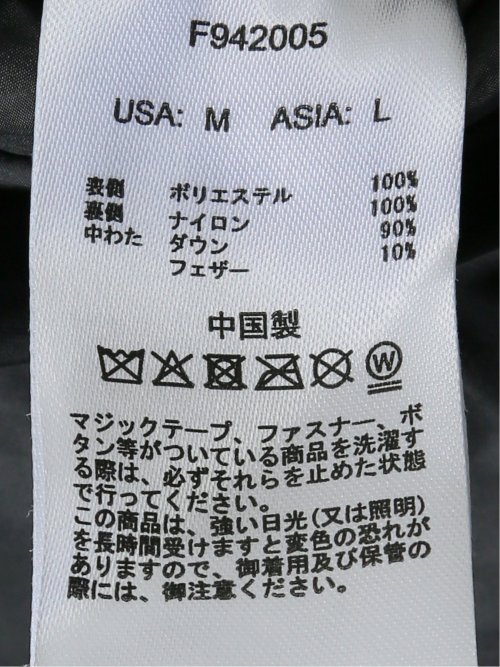 F942005
USA: M ASIA: L
表側 ポリエステル 100%
裏側 ナイロン 100%
中わた ダウン 90%
フェザー 10%
中国製
W
マジックテープ、ファスナー、ボ
タン等がついている商品を洗濯す
る際は、必ずそれらを止めた状態
で行ってください。
この商品は、強い日光(又は照明)
を長時間受けますと変色の恐れが
ありますので、御着用及び保管の
際には、御注意ください。